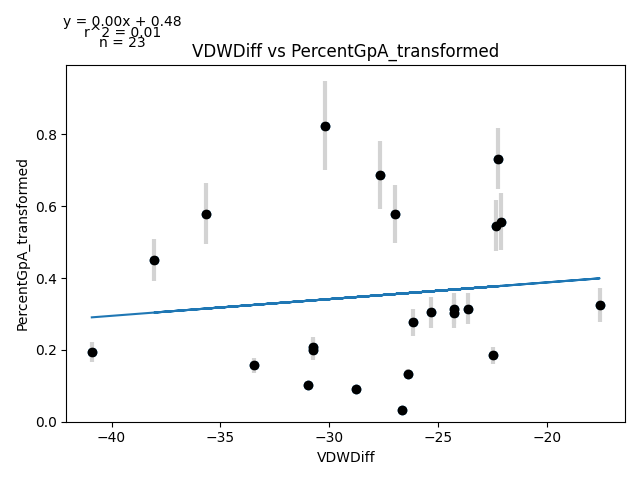 y = 0.00x + 0.48
r^2 = 0.01
n = 23
VDWDiff vs PercentGpA_transformed
PercentGpA_transformed
0.8
0.6
0.4
0.2
0.0
−40
−35
−30
−25
−20
VDWDiff